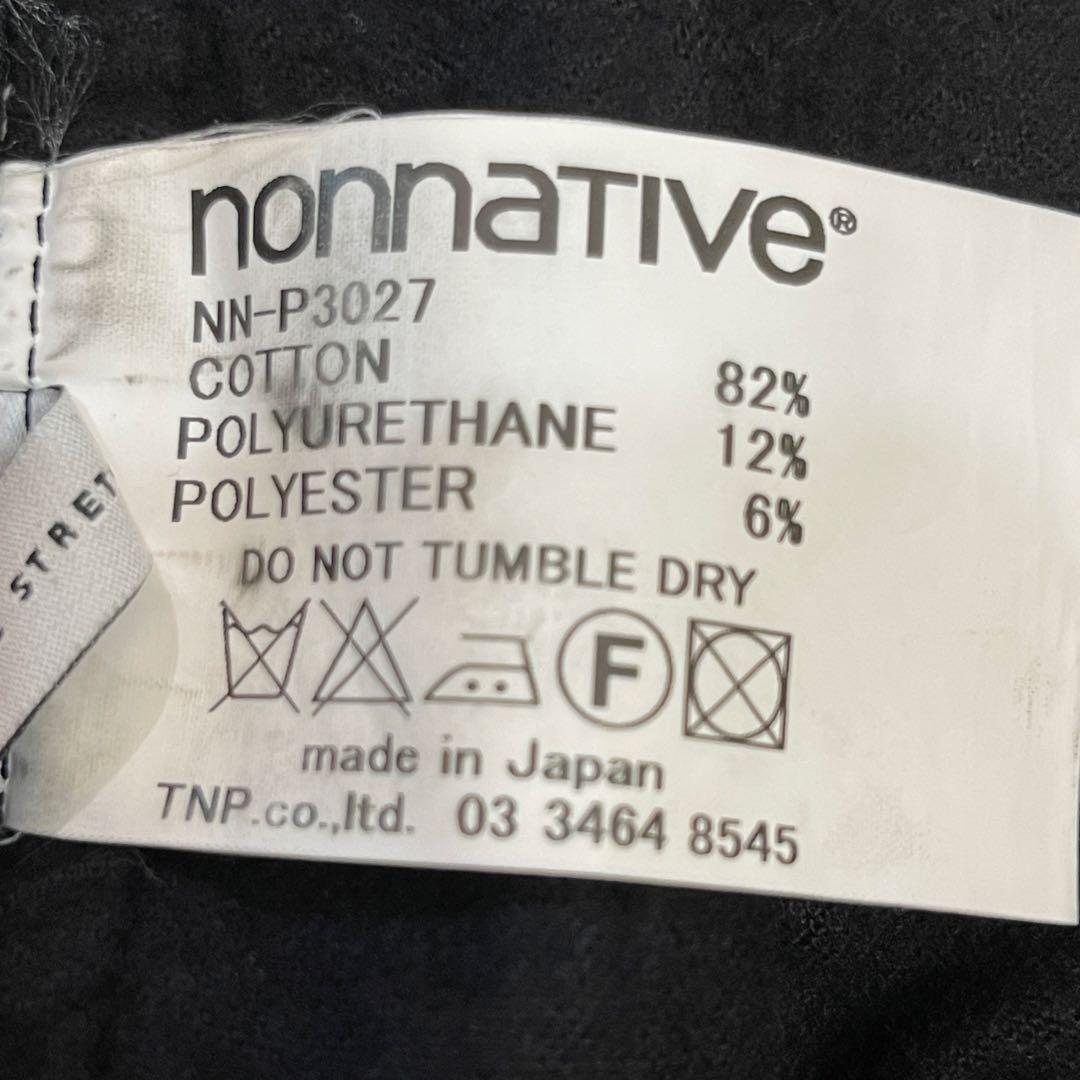 nonnaTIVe®
NN-P3027
COTTON 82%
POLYURETHANE 12%
POLYESTER 6%
DO NOT TUMBLE DRY
F
made in Japan
TNP.co.,ltd. 03 3464 8545